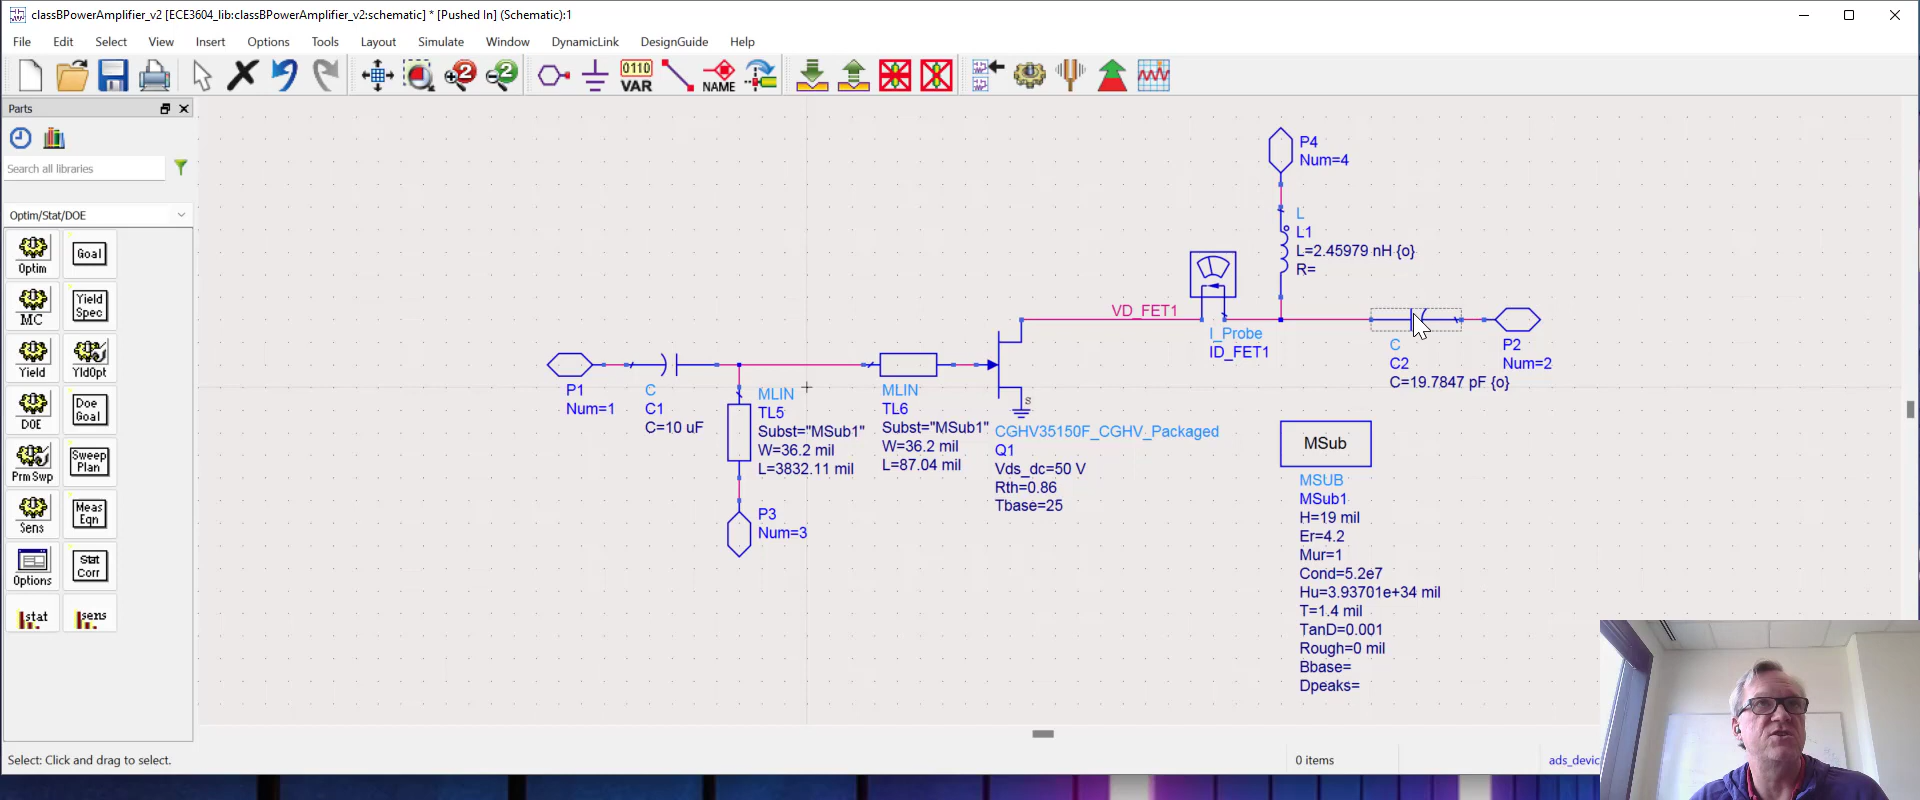 classBPowerAmplifier_v2 [ECE3604_lib:classBPowerAmplifier_v2:schematic] * [Pushed In] (Schematic):1
File Edit Select View Insert Options Tools Layout Simulate Window DynamicLink DesignGuide Help
0110
VAR
NAME
2
2
Parts
Search all libraries
Optim/Stat/DOE
Optim
Goal
MC
Yield
Spec
Yield
YldOpt
DOE
Doe
Goal
PrmSwp
Sweep
Plan
Sens
Meas
Eqn
Options
Stat
Corr
stat
sens
P4
Num=4
L
L1
L=2.45979 nH {o}
R=
VD_FET1
I_Probe
ID_FET1
C
C2
C=19.7847 pF {o}
P2
Num=2
P1
Num=1
C
C1
C=10 uF
MLIN
TL5
Subst="MSub1"
W=36.2 mil
L=3832.11 mil
MLIN
TL6
Subst="MSub1"
W=36.2 mil
L=87.04 mil
S
CGHV35150F_CGHV_Packaged
Q1
Vds_dc=50 V
Rth=0.86
Tbase=25
P3
Num=3
MSub
MSUB
MSub1
H=19 mil
Er=4.2
Mur=1
Cond=5.2e7
Hu=3.93701e+34 mil
T=1.4 mil
TanD=0.001
Rough=0 mil
Bbase=
Dpeaks=
Select: Click and drag to select.
0 items
ads_devic